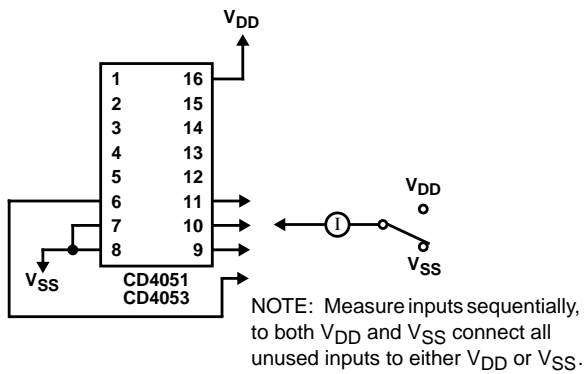 VDD
1 16
2 15
3 14
4 13
5 12
6 11
7 10
8 9
VSS
CD4051
CD4053
I
VDD
VSS
NOTE: Measure inputs sequentially,
to both VDD and VSS connect all
unused inputs to either VDD or VSS.